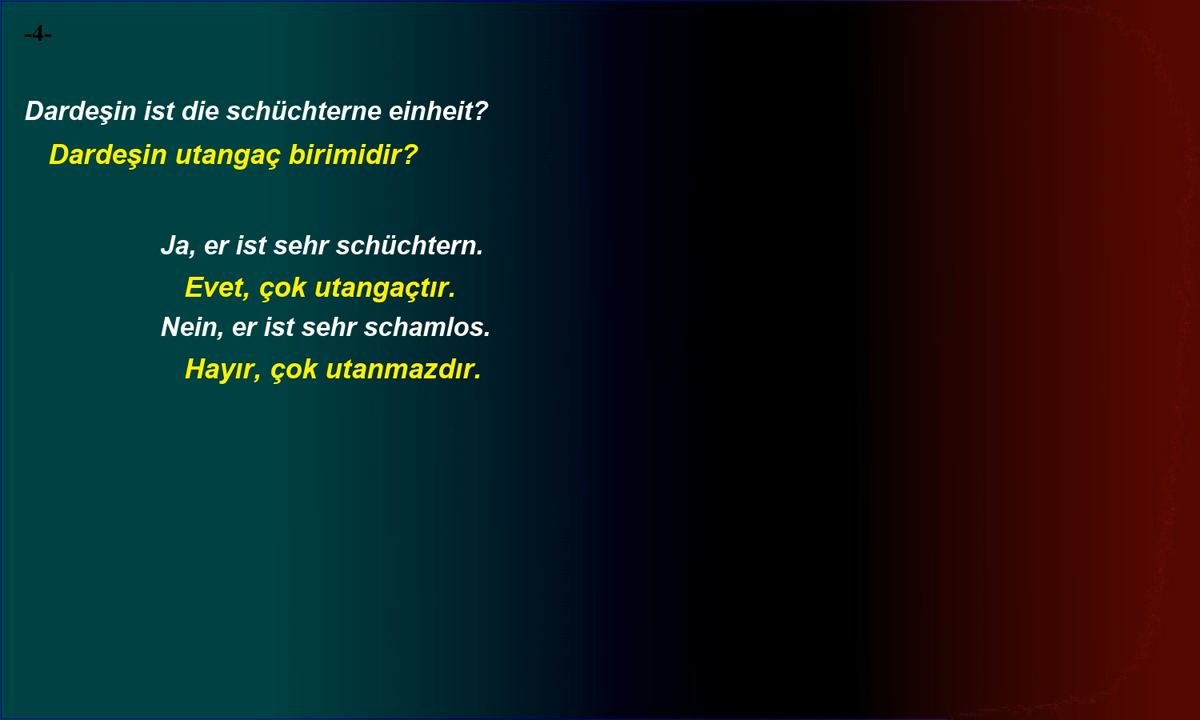 -4-
Dardeşin ist die schüchterne einheit?
Dardeşin utangaç birimidir?
Ja, er ist sehr schüchtern.
Evet, çok utangaçtır.
Nein, er ist sehr schamlos.
Hayır, çok utanmazdır.